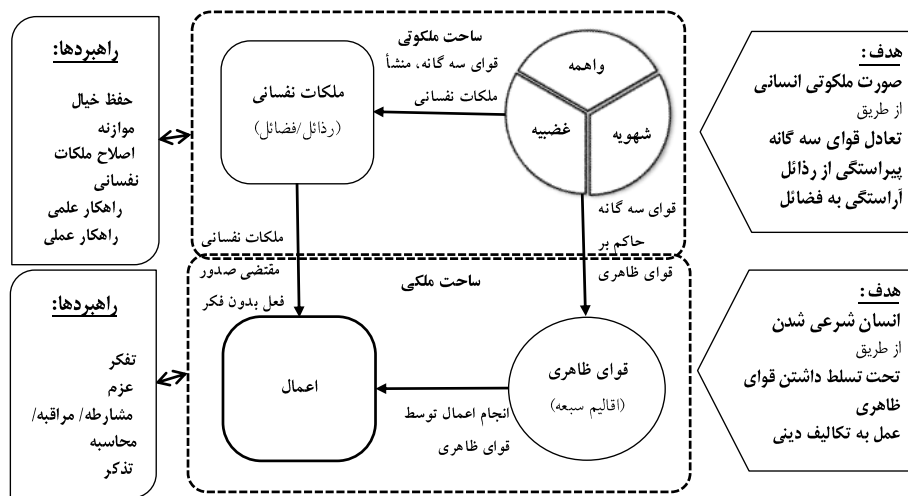 هدف:
صورت ملکوتی انسانی
از طریق
تعادل قوای سه گانه
پیراستگی از رذائل
آراستگی به فضائل
ساحت ملکوتی
قوای سه گانه، منشأ
ملکات نفسانی
واهمه
غضبیه
شهویه
ملکات نفسانی
(رذائل/فضائل)
راهبردها:
حفظ خیال
موازنه
اصلاح ملکات
نفسانی
راهکار علمی
راهکار عملی
قوای سه گانه
حاکم بر
قوای ظاهری
ملکات نفسانی
مقتضی صدور
فعل بدون فکر
هدف:
انسان شرعی شدن
از طریق
تحت تسلط داشتن قوای
ظاهری
عمل به تکالیف دینی
ساحت ملکی
قوای ظاهری
(اقالیم سبعه)
انجام اعمال توسط
قوای ظاهری
اعمال
راهبردها:
تفکر
عزم
مشارطه/ مراقبه/
محاسبه
تذکر